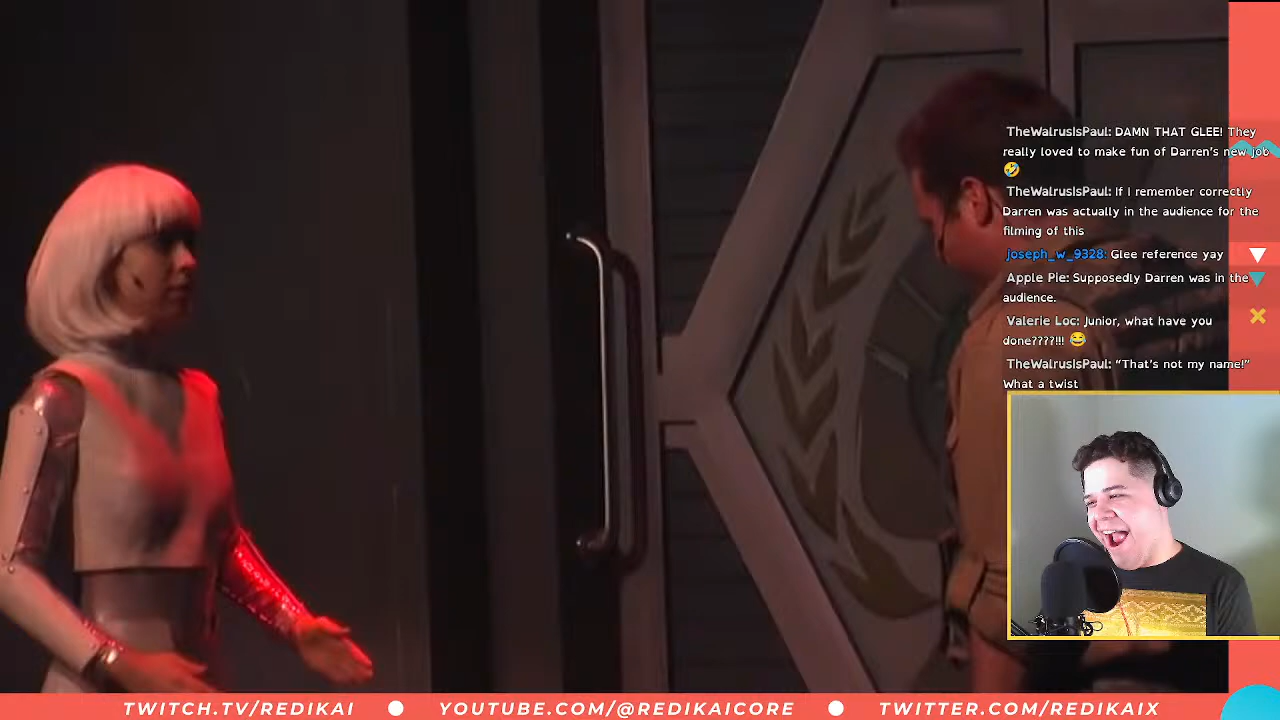 TheWalrusIsPaul: DAMN THAT GLEE! They
really loved to make fun of Darren's new job
🤣
TheWalrusIsPaul: If I remember correctly
Darren was actually in the audience for the
filming of this
joseph_w_9328: Glee reference yay
Apple Pie: Supposedly Darren was in the
audience.
Valerie Loc: Junior, what have you
done????!!! 😂
TheWalrusIsPaul: “That's not my name!”
What a twist
TWITCH.TV/REDIKAI ● YOUTUBE.COM/@REDIKAICORE ● TWITTER.COM/REDIKAIX